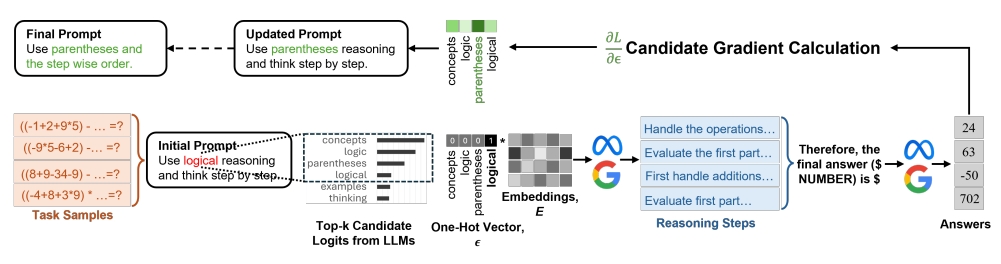 Final Prompt
Use parentheses and
the step wise order.
Updated Prompt
Use parentheses reasoning
and think step by step.
concepts
logic
parentheses
logical
∂L
∂ϵ
Candidate Gradient Calculation
((-1+2+9*5) - ... =?
((-9*5-6+2) - ... =?
((8+9-34-9) - ... =?
((-4+8+3*9) * ...=?
Task Samples
Initial Prompt
Use logical reasoning
and think step by step.
concepts
logic
parentheses
logical
examples
thinking
Top-k Candidate
Logits from LLMs
0 0 0 1 *
concepts
logic
parentheses
logical
One-Hot Vector,
ϵ
Embeddings,
E
Handle the operations…
Evaluate the first part…
First handle additions…
Evaluate first part…
Reasoning Steps
Therefore, the
final answer ($
NUMBER) is $
24
63
-50
702
Answers